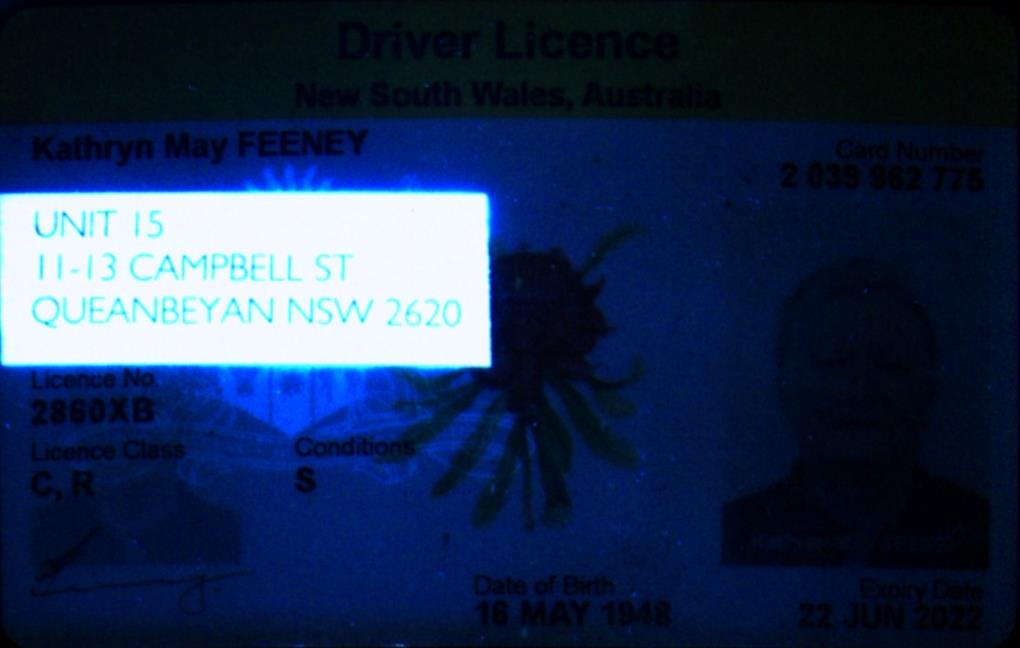 Driver Licence
New South Wales, Australia
Kathryn May FEENEY
Card Number
2 039 962 775
UNIT 15
11-13 CAMPBELL ST
QUEANBEYAN NSW 2620
Licence No.
2860XB
Licence Class
Conditions
C, R
S
Date of Birth
16 MAY 1948
Expiry Date
22 JUN 2022